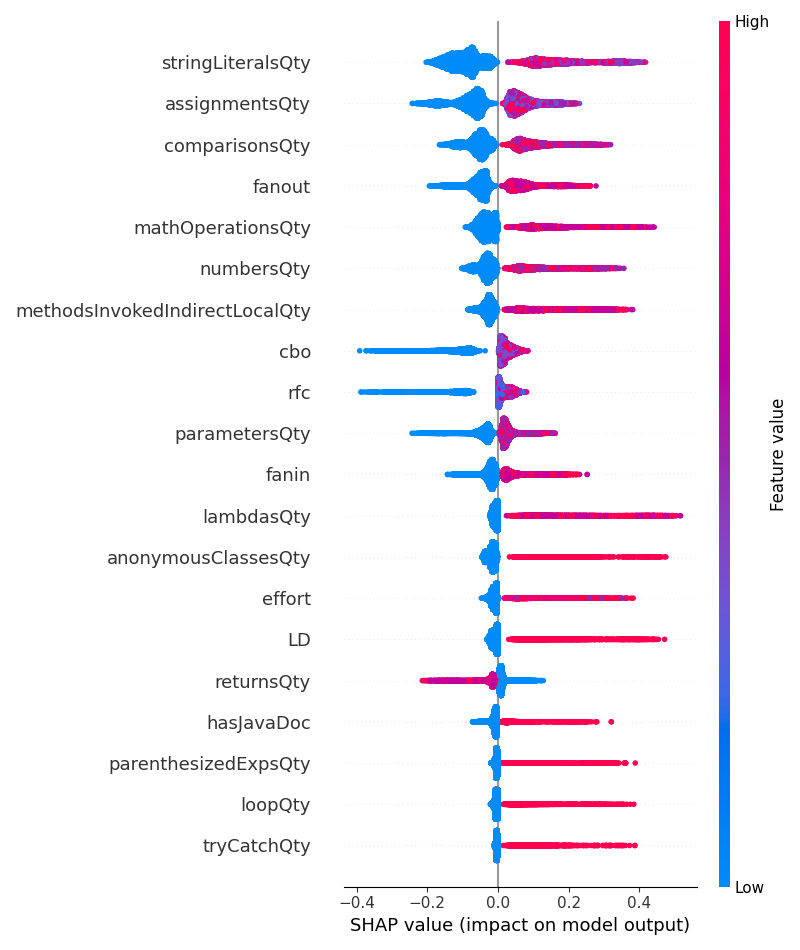 High
stringLiteralsQty
assignmentsQty
comparisonsQty
fanout
mathOperationsQty
numbersQty
methodsInvokedIndirectLocalQty
cbo
rfc
parametersQty
fanin
lambdasQty
anonymousClassesQty
effort
LD
returnsQty
hasJavaDoc
parenthesizedExpsQty
loopQty
tryCatchQty
Feature value
Low
−0.4 −0.2 0.0 0.2 0.4
SHAP value (impact on model output)